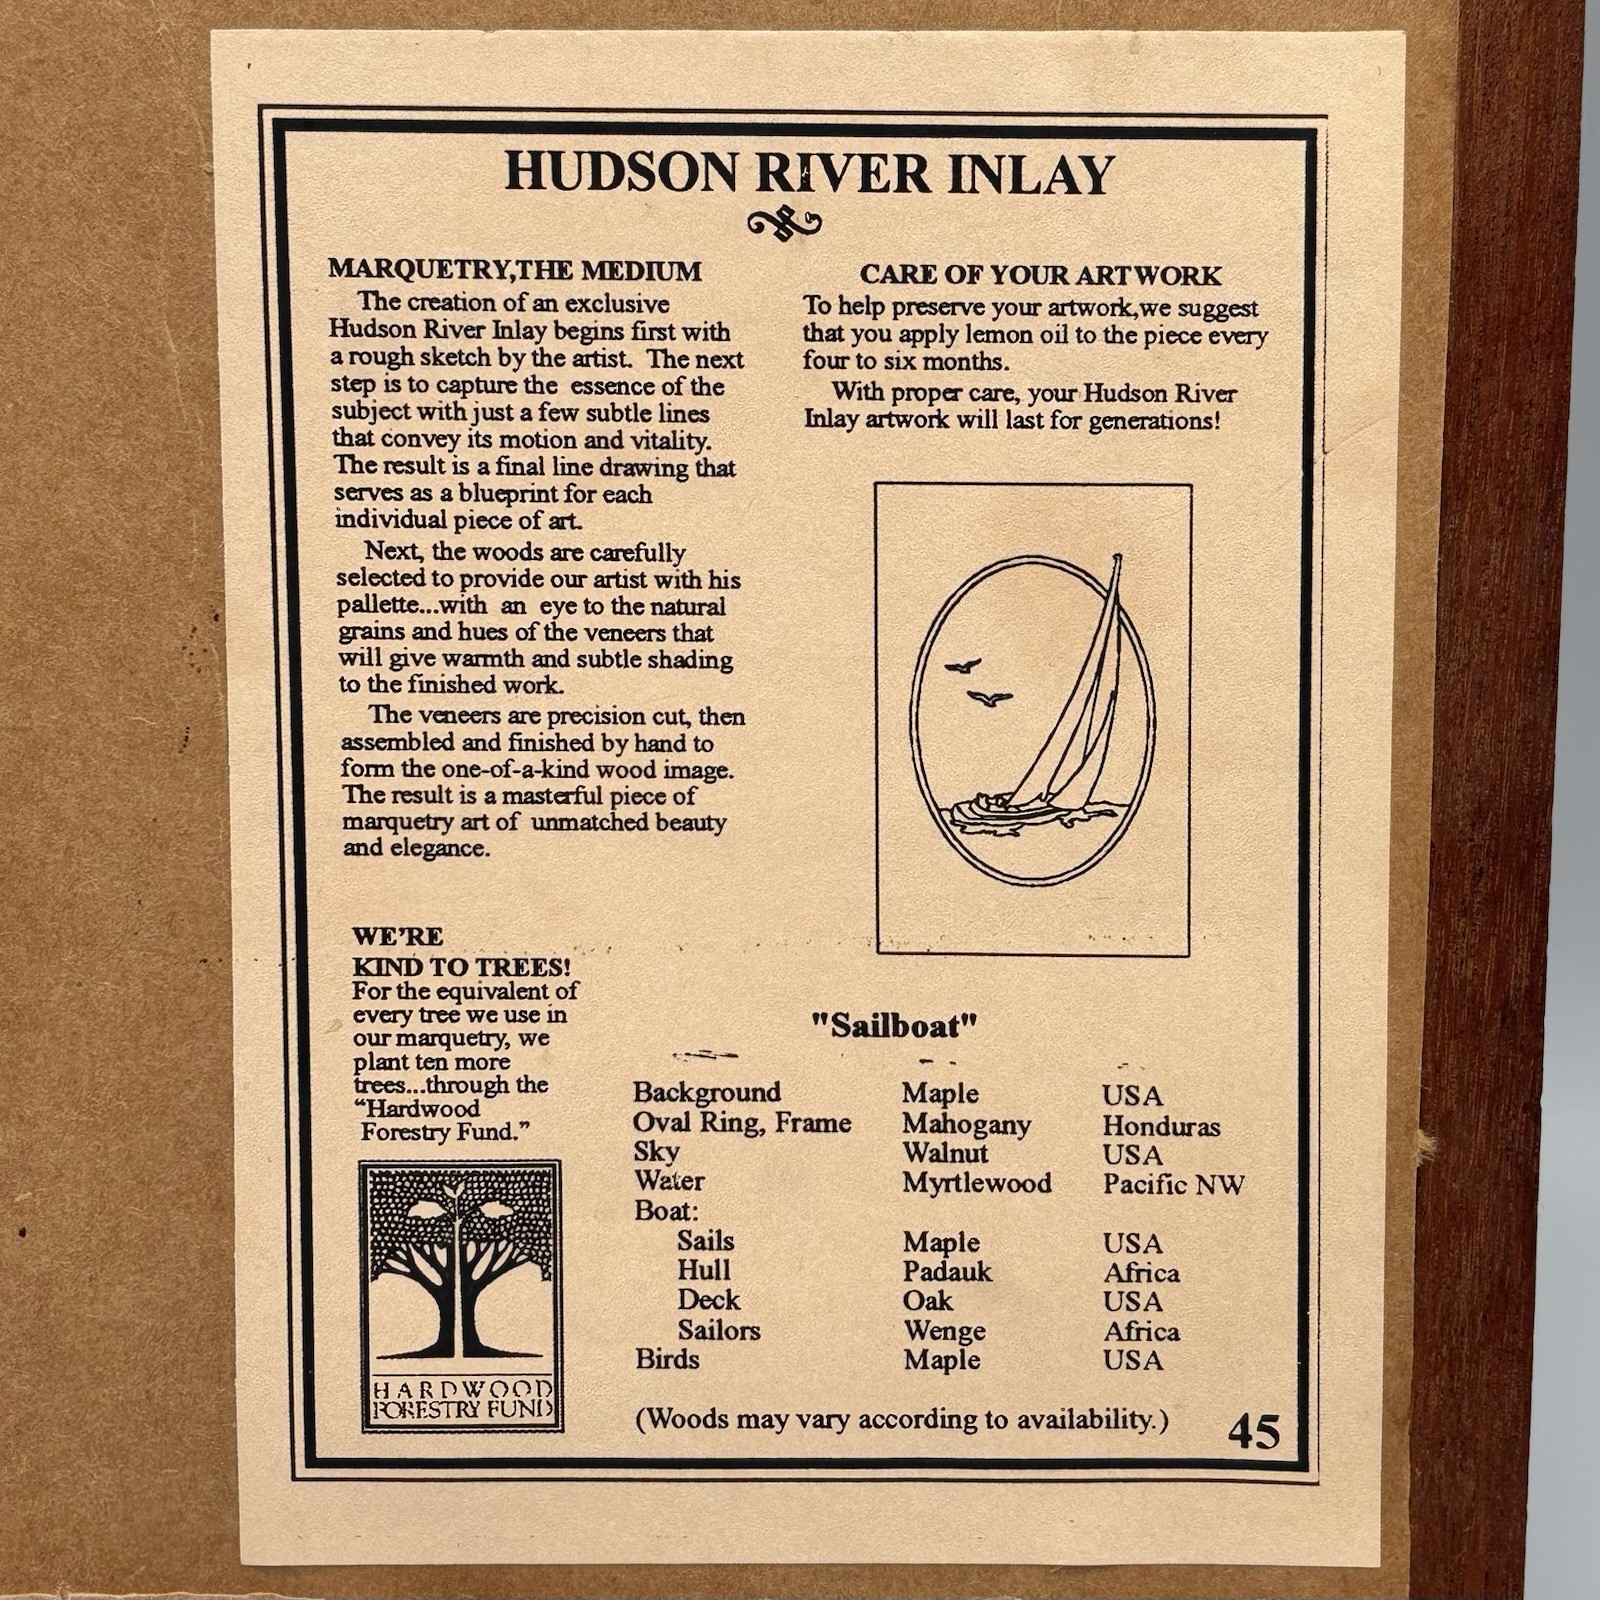 HUDSON RIVER INLAY
MARQUETRY,THE MEDIUM
The creation of an exclusive
Hudson River Inlay begins first with
a rough sketch by the artist. The next
step is to capture the essence of the
subject with just a few subtle lines
that convey its motion and vitality.
The result is a final line drawing that
serves as a blueprint for each
individual piece of art.
Next, the woods are carefully
selected to provide our artist with his
pallette...with an eye to the natural
grains and hues of the veneers that
will give warmth and subtle shading
to the finished work.
The veneers are precision cut, then
assembled and finished by hand to
form the one-of-a-kind wood image.
The result is a masterful piece of
marquetry art of unmatched beauty
and elegance.
CARE OF YOUR ARTWORK
To help preserve your artwork,we suggest
that you apply lemon oil to the piece every
four to six months.
With proper care, your Hudson River
Inlay artwork will last for generations!
WE'RE
KIND TO TREES!
For the equivalent of
every tree we use in
our marquetry, we
plant ten more
trees...through the
“Hardwood
Forestry Fund.”
HARDWOOD
FORESTRY FUND
"Sailboat"
Background Maple USA
Oval Ring, Frame Mahogany Honduras
Sky Walnut USA
Water Myrtlewood Pacific NW
Boat:
Sails Maple USA
Hull Padauk Africa
Deck Oak USA
Sailors Wenge Africa
Birds Maple USA
(Woods may vary according to availability.)
45